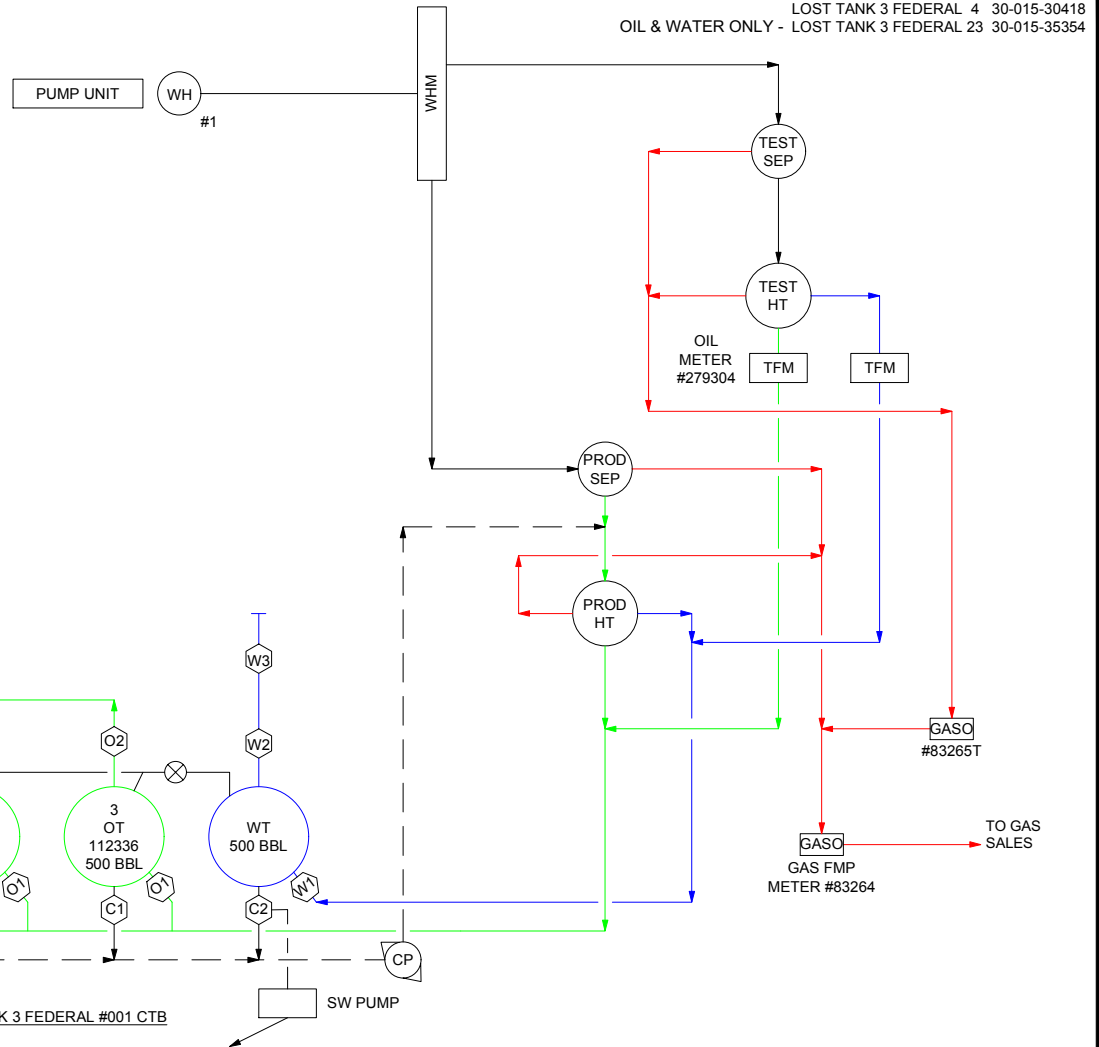 LOST TANK 3 FEDERAL 4 30-015-30418
OIL & WATER ONLY - LOST TANK 3 FEDERAL 23 30-015-35354
PUMP UNIT
WH
#1
WHM
TEST
SEP
TEST
HT
OIL
METER
#279304
TFM
TFM
PROD
SEP
PROD
HT
W3
W2
O2
GASO
#83265T
3
OT
112336
500 BBL
WT
500 BBL
O1
O1
W1
C1
C2
GASO
GAS FMP
METER #83264
TO GAS
SALES
CP
SW PUMP
K 3 FEDERAL #001 CTB